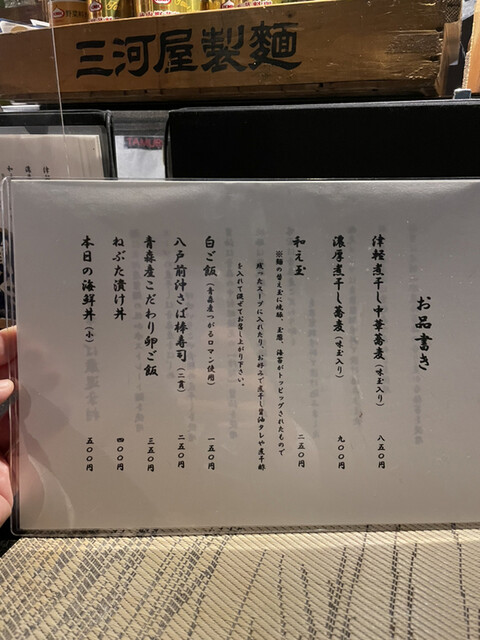 三河屋製麺
お品書き
津軽煮干し中華蕎麦(味玉入り) 八五〇円
濃厚煮干し蕎麦(味玉入り) 九〇〇円
和え玉 二五〇円
※麺の替え玉に焼豚、玉葱、海苔がトッピングされたもので
残ったスープに入れたり、お好みで煮干し醤油タレや煮干酢
を入れて混ぜてお召し上がり下さい。
白ご飯(青森産つがるロマン使用) 一五〇円
八戸前沖さば棒寿司(二貫) 二五〇円
青森産こだわり卵ご飯 三五〇円
ねぶた漬け丼 四〇〇円
本日の海鮮丼(小) 五〇〇円